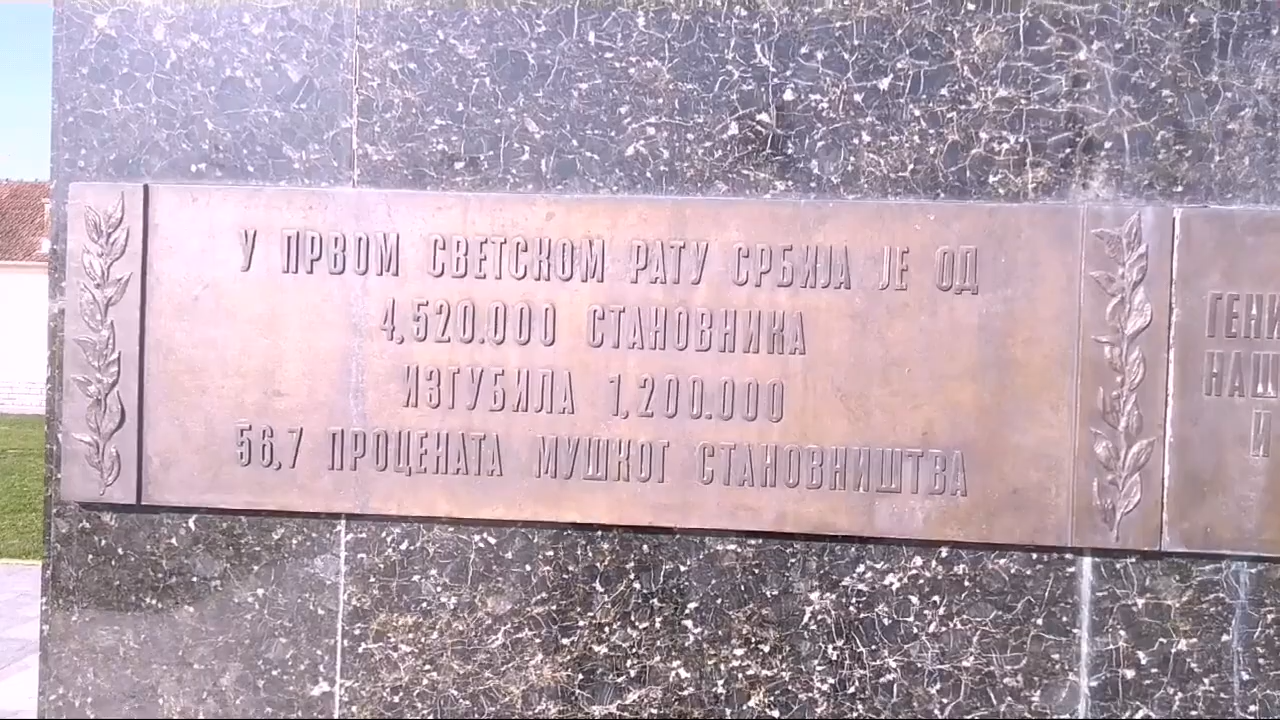 У ПРВОМ СВЕТСКОМ РАТУ СРБИЈА ЈЕ ОД
4,520.000 СТАНОВНИКА
ИЗГУБИЛА 1,200.000
56,7 ПРОЦЕНАТА МУШКОГ СТАНОВНИШТВА
И